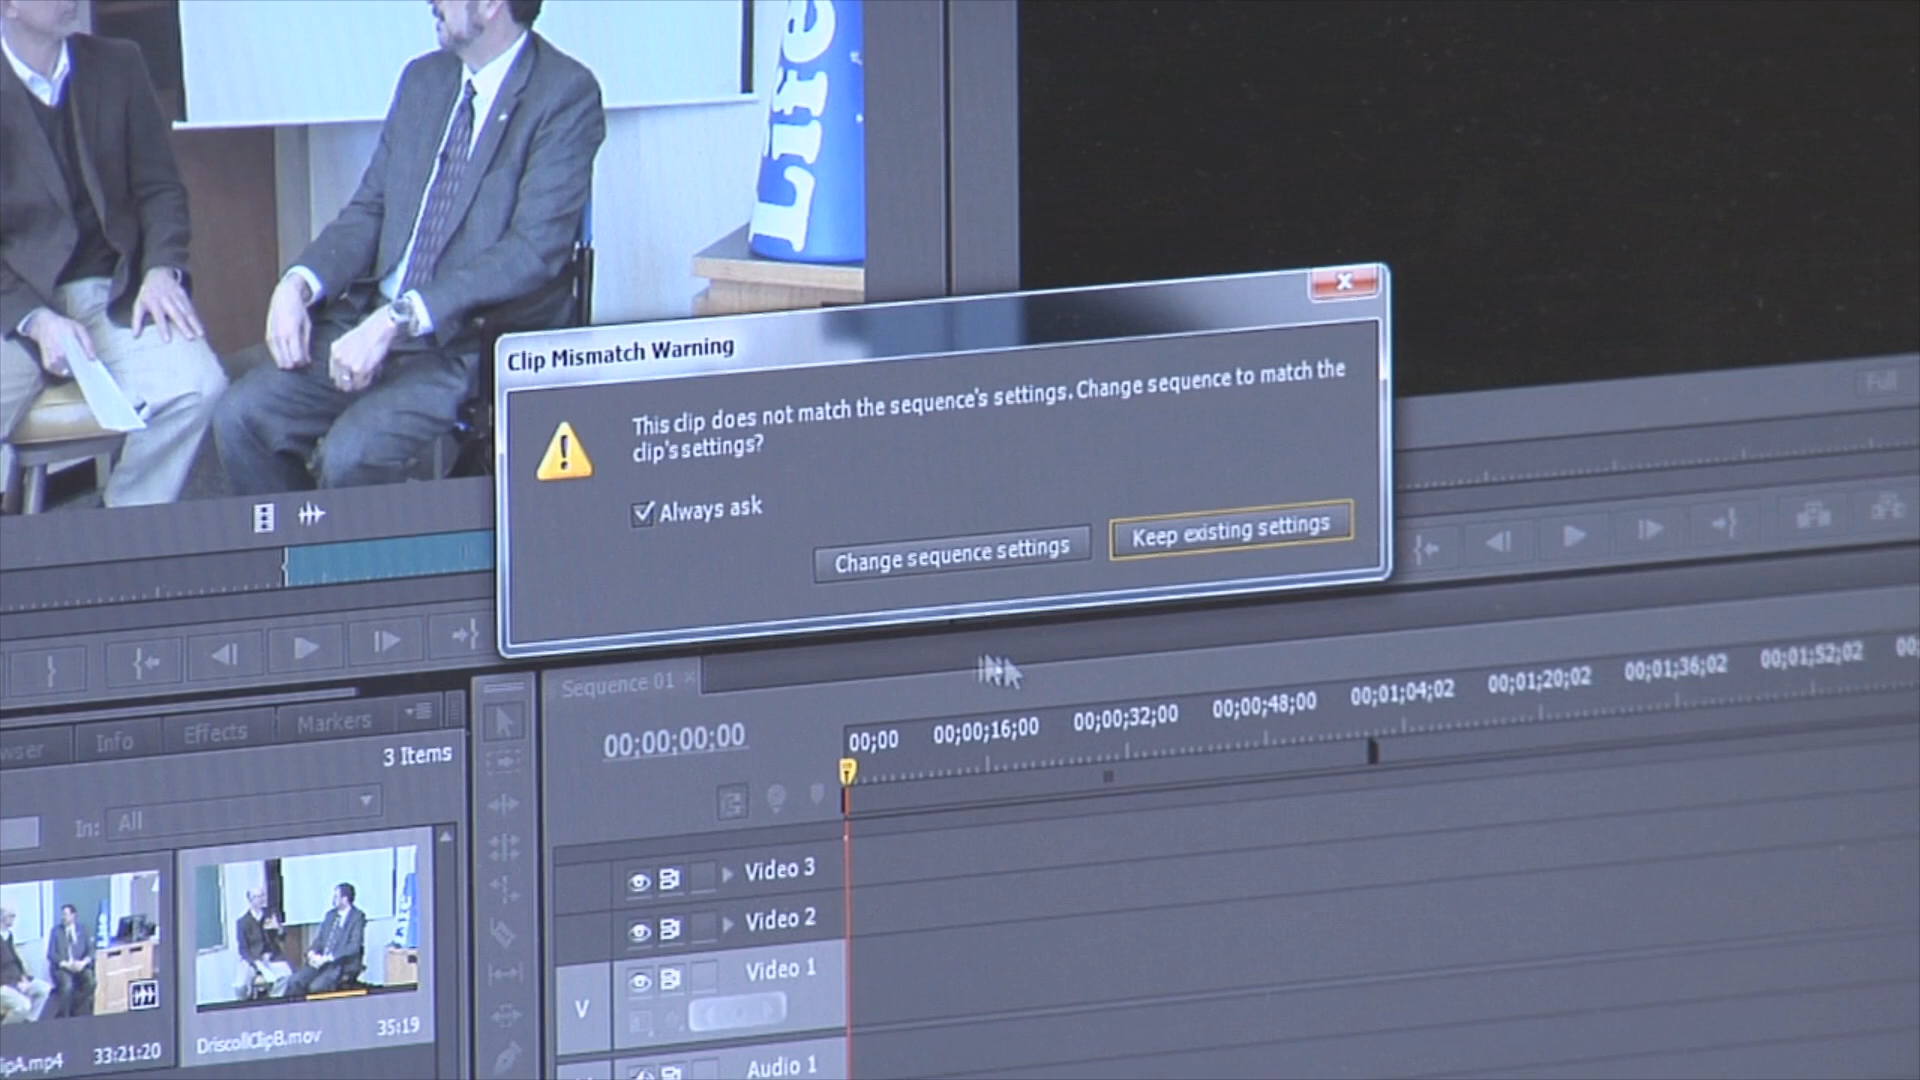 Life
Clip Mismatch Warning
This clip does not match the sequence's settings. Change sequence to match the
clip's settings?
Always ask
Change sequence settings
Keep existing settings
Full
Sequence 01
00;00;00;00
00;00
00;00;16;00
00;00;32;00
00;00;48;00
00;01;04;02
00;01;20;02
00;01;36;02
00;01;52;02
00;
Info
Effects
Markers
3 Items
In: All
Video 3
Video 2
Video 1
V
Audio 1
ipA.mp4
33:21:20
DriscollClipB.mov
35:19